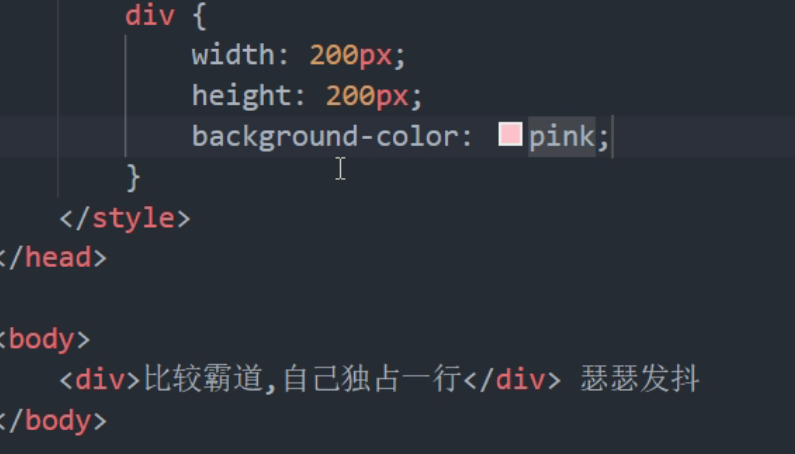 div {
width: 200px;
height: 200px;
background-color: pink;
}
</style>
</head>
<body>
<div>比较霸道,自己独占一行</div> 瑟瑟发抖
</body>